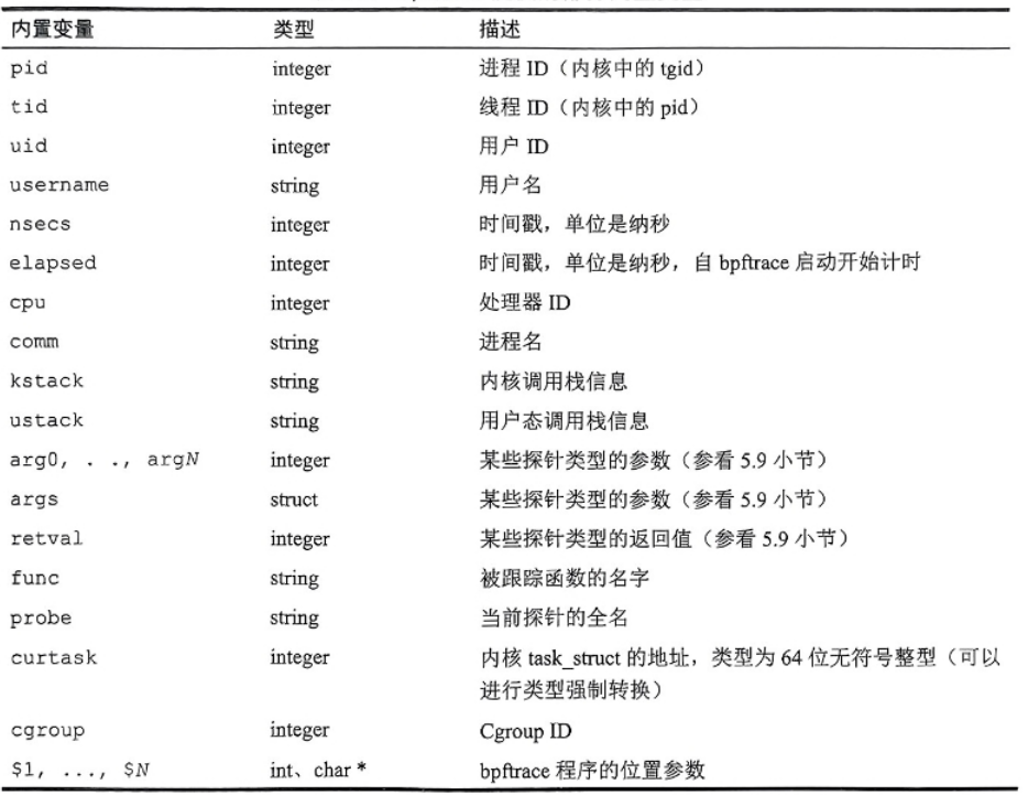 内置变量 类型 描述
pid integer 进程 ID（内核中的 tgid）
tid integer 线程 ID（内核中的 pid）
uid integer 用户 ID
username string 用户名
nsecs integer 时间戳，单位是纳秒
elapsed integer 时间戳，单位是纳秒，自 bpftrace 启动开始计时
cpu integer 处理器 ID
comm string 进程名
kstack string 内核调用栈信息
ustack string 用户态调用栈信息
arg0, . ., argN integer 某些探针类型的参数（参看 5.9 小节）
args struct 某些探针类型的参数（参看 5.9 小节）
retval integer 某些探针类型的返回值（参看 5.9 小节）
func string 被跟踪函数的名字
probe string 当前探针的全名
curtask integer 内核 task_struct 的地址，类型为 64 位无符号整型（可以
进行类型强制转换）
cgroup integer Cgroup ID
$1, ..., $N int、char * bpftrace 程序的位置参数